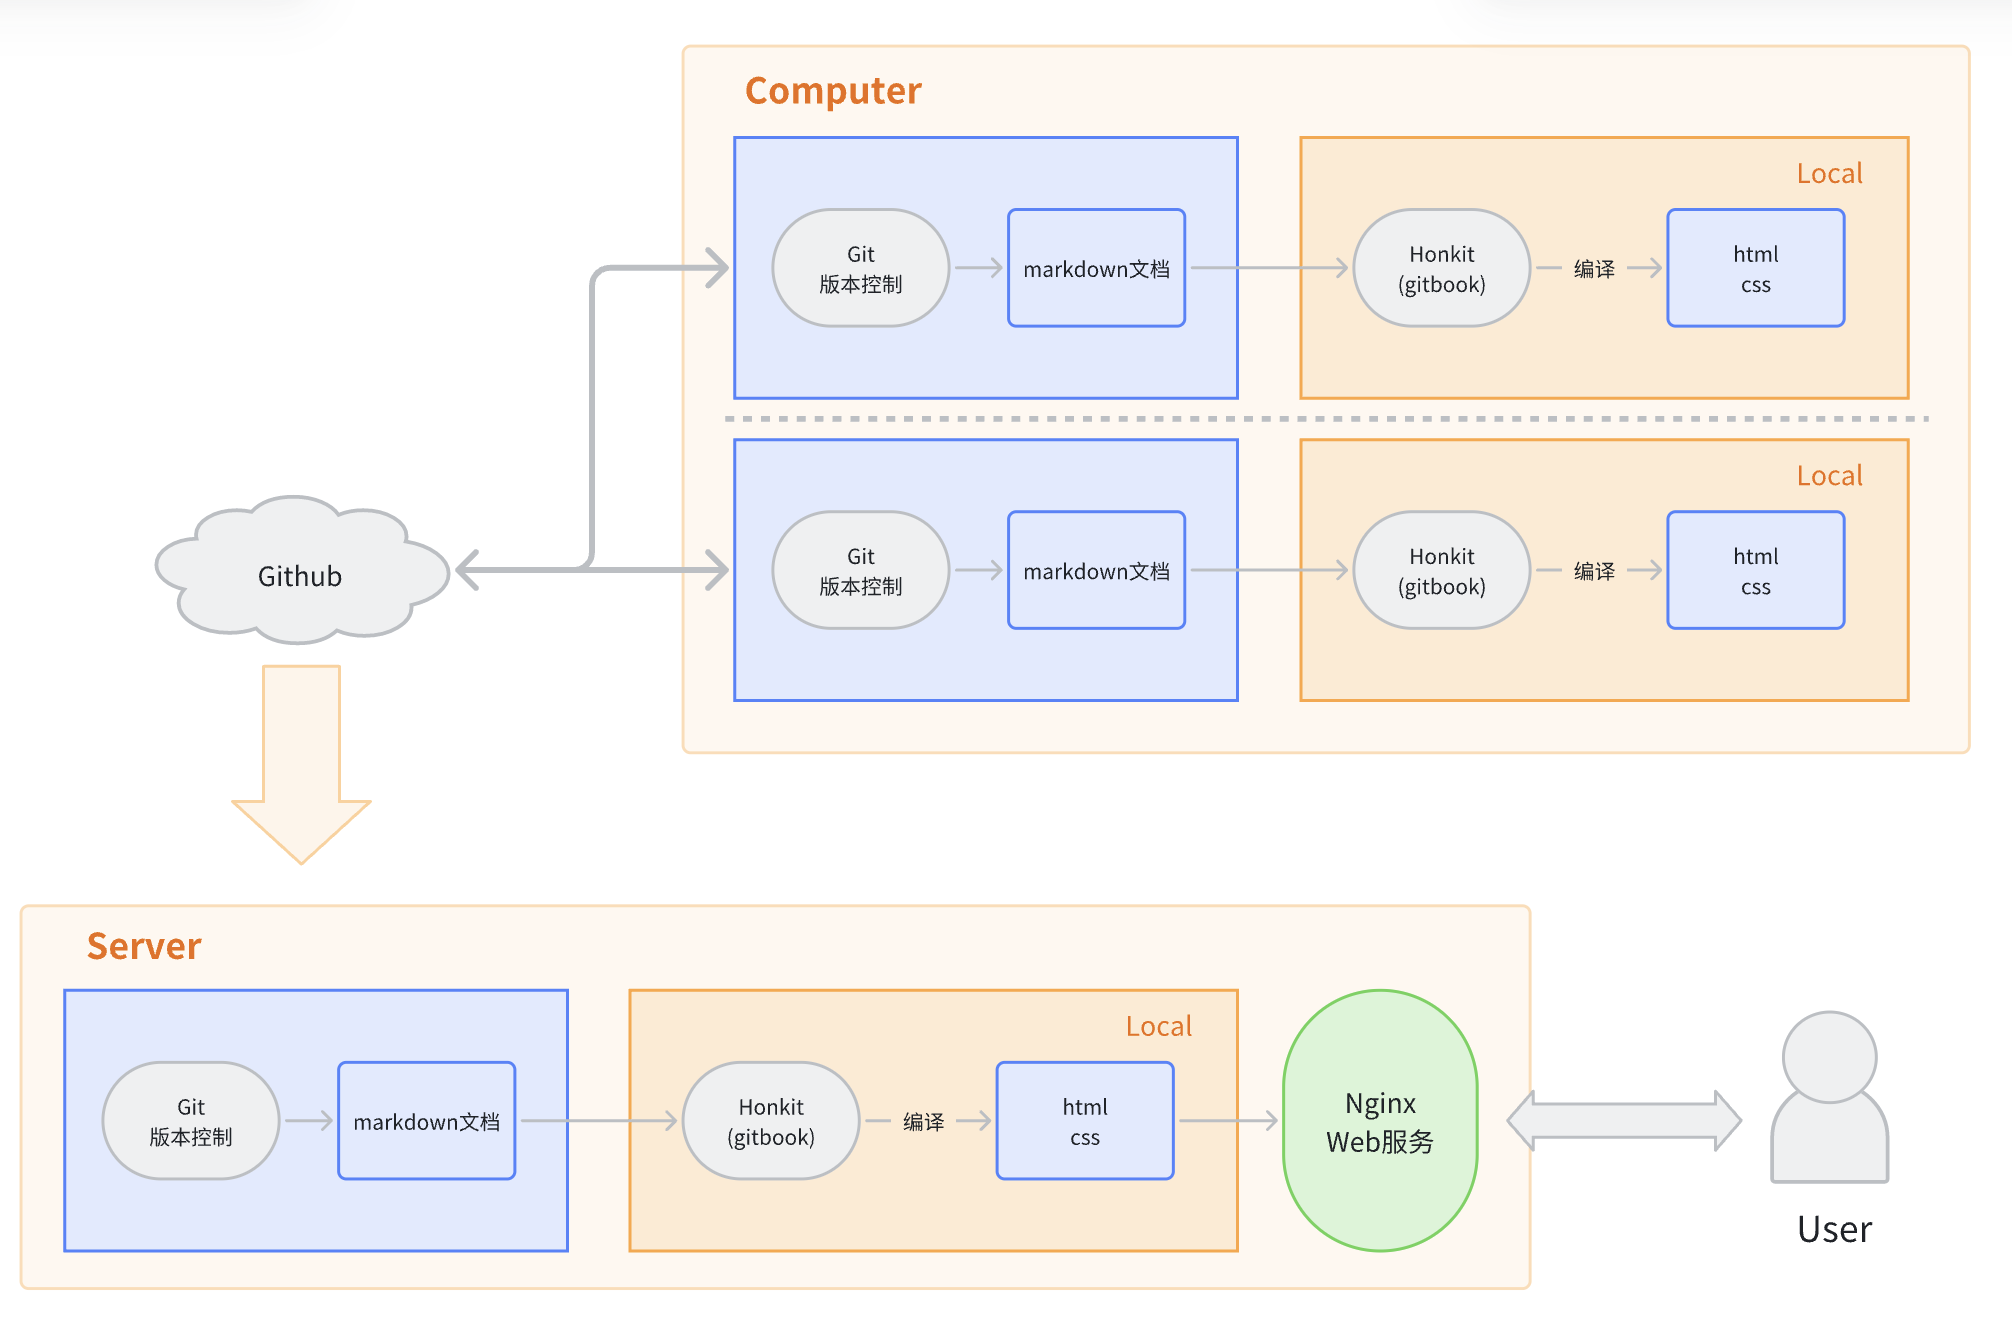 Computer
Local
Git
版本控制
markdown文档
Honkit
(gitbook)
编译
html
css
Local
Git
版本控制
markdown文档
Honkit
(gitbook)
编译
html
css
Github
Server
Local
Git
版本控制
markdown文档
Honkit
(gitbook)
编译
html
css
Nginx
Web服务
User